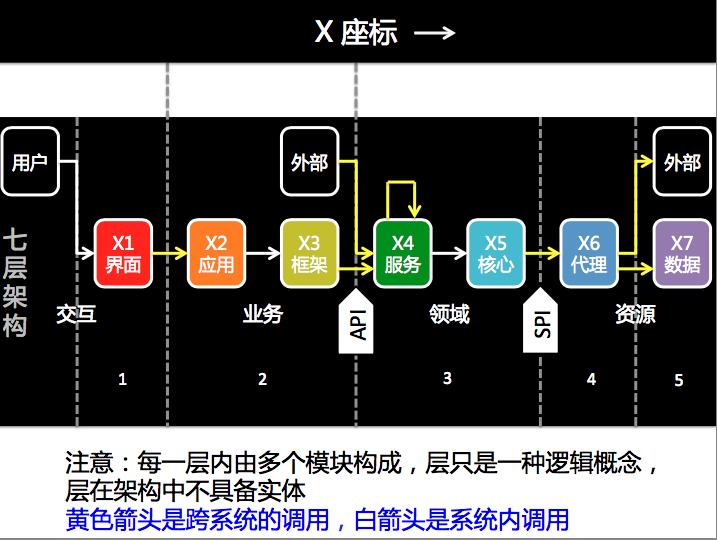 X 座标
用户
外部
外部
X1
界面
X2
应用
X3
框架
X4
服务
X5
核心
X6
代理
X7
数据
七层架构
交互
业务
API
领域
SPI
资源
1
2
3
4
5
注意：每一层内由多个模块构成，层只是一种逻辑概念，
层在架构中不具备实体
黄色箭头是跨系统的调用，白箭头是系统内调用